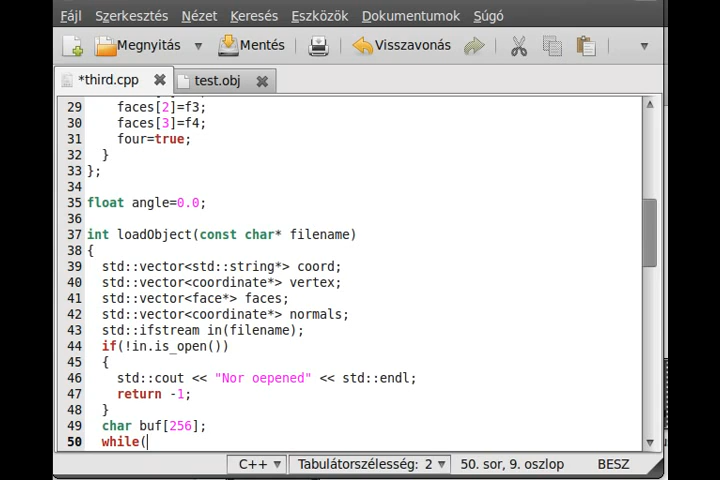 Fájl Szerkesztés Nézet Keresés Eszközök Dokumentumok Súgó
Megnyitás Mentés Visszavonás
*third.cpp test.obj
29 faces[2]=f3;
30 faces[3]=f4;
31 four=true;
32 }
33 };
34
35 float angle=0.0;
36
37 int loadObject(const char* filename)
38 {
39 std::vector<std::string*> coord;
40 std::vector<coordinate*> vertex;
41 std::vector<face*> faces;
42 std::vector<coordinate*> normals;
43 std::ifstream in(filename);
44 if(!in.is_open())
45 {
46 std::cout << "Nor oepened" << std::endl;
47 return -1;
48 }
49 char buf[256];
50 while(
C++ Tabulátorszélesség: 2 50. sor, 9. oszlop BESZ